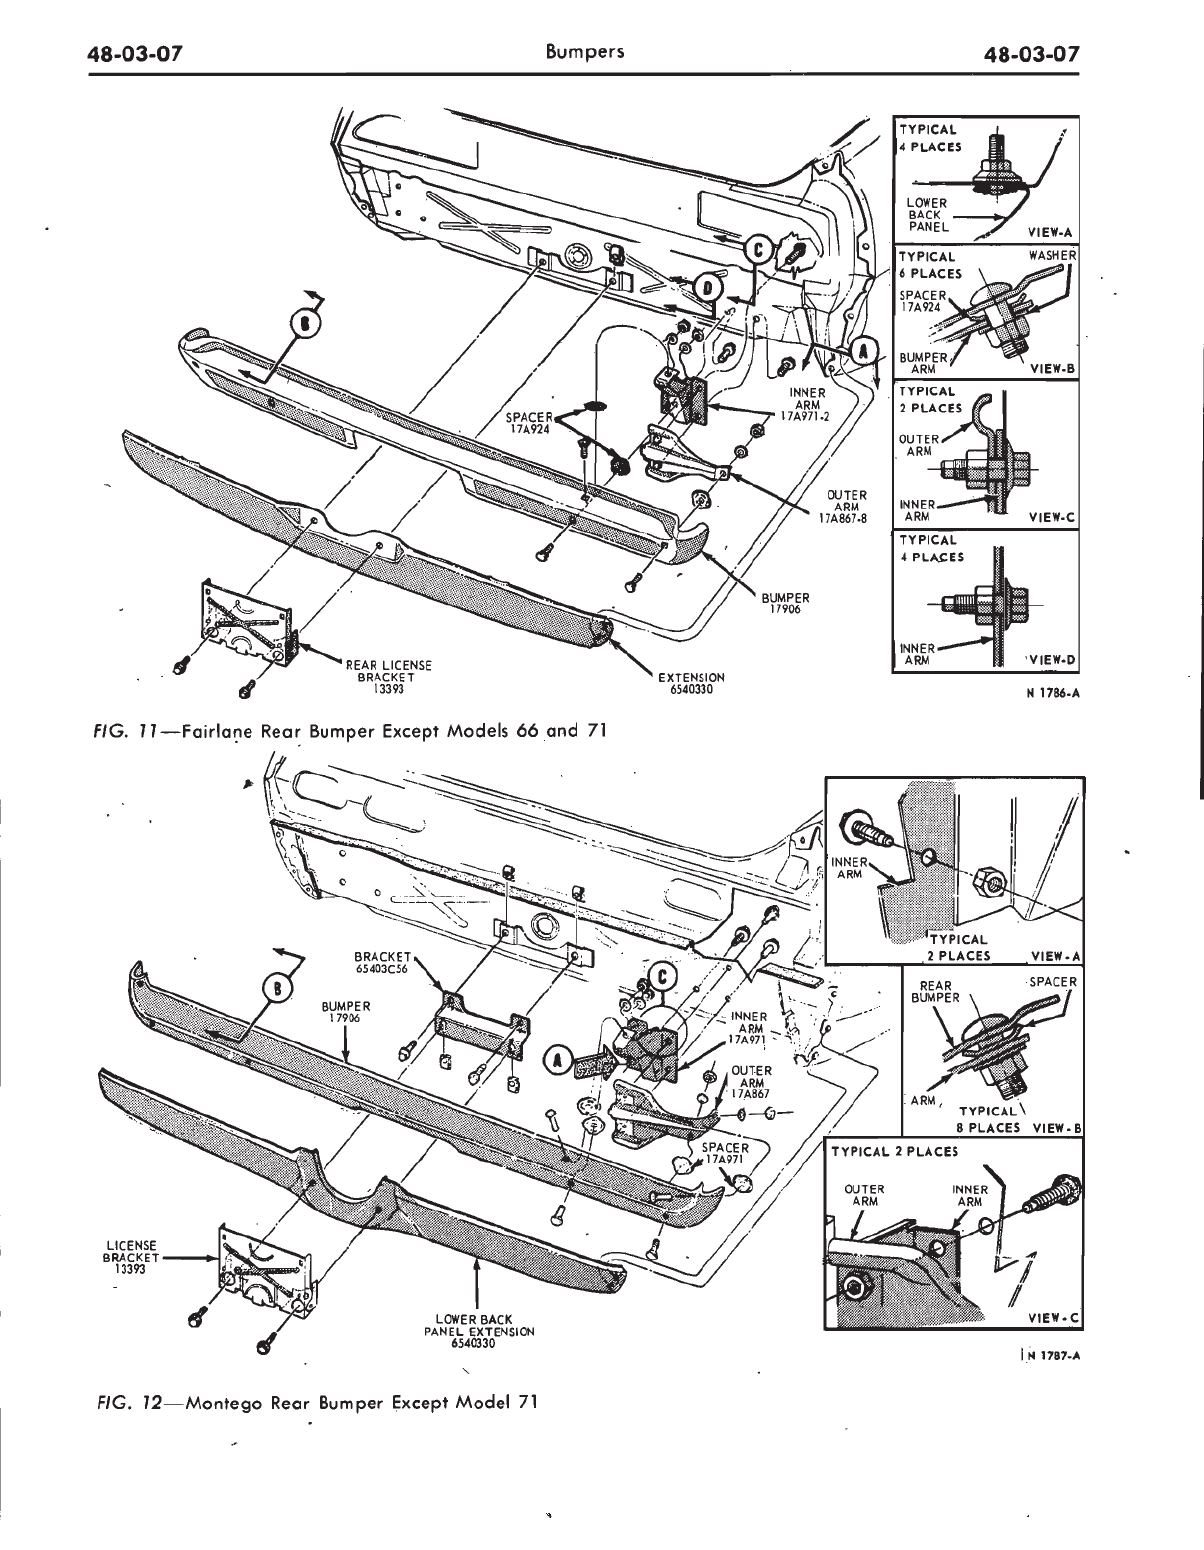 48-03-07
Bumpers
48-03-07
TYPICAL
4 PLACES
LOWER
BACK
PANEL
VIEW-A
TYPICAL
6 PLACES
WASHER
SPACER
17A924
BUMPER
ARM
VIEW-B
TYPICAL
2 PLACES
OUTER
ARM
INNER
ARM
VIEW-C
TYPICAL
4 PLACES
INNER
ARM
VIEW-D
N 1786-A
C
D
B
A
SPACER
17A924
INNER
ARM
17A971-2
OUTER
ARM
17A867-8
BUMPER
17906
REAR LICENSE
BRACKET
13393
EXTENSION
6540330
FIG. 11—Fairlane Rear Bumper Except Models 66 and 71
INNER
ARM
TYPICAL
2 PLACES
VIEW-A
BRACKET
65403C56
B
BUMPER
17906
C
INNER
ARM
17A971
A
OUTER
ARM
17A867
SPACER
17A971
REAR
BUMPER
SPACER
ARM
TYPICAL
8 PLACES
VIEW-B
TYPICAL 2 PLACES
OUTER
ARM
INNER
ARM
VIEW-C
LICENSE
BRACKET
13393
LOWER BACK
PANEL EXTENSION
6540330
N 1787-A
FIG. 12—Montego Rear Bumper Except Model 71